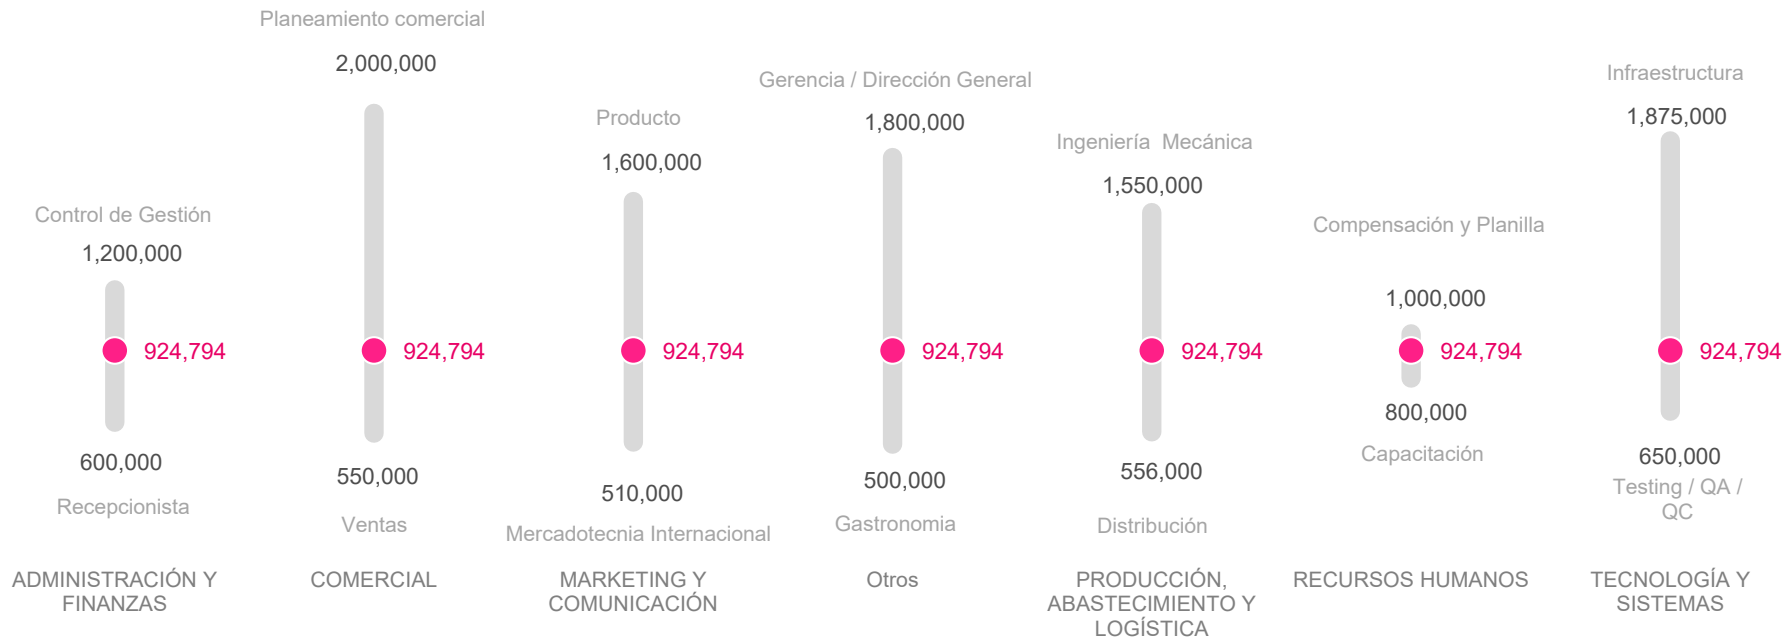 Planeamiento comercial
2,000,000
924,794
550,000
Ventas
COMERCIAL
Control de Gestión
1,200,000
924,794
600,000
Recepcionista
ADMINISTRACIÓN Y
FINANZAS
Producto
1,600,000
924,794
510,000
Mercadotecnia Internacional
MARKETING Y
COMUNICACIÓN
Gerencia / Dirección General
1,800,000
924,794
500,000
Gastronomia
Otros
Ingeniería  Mecánica
1,550,000
924,794
556,000
Distribución
PRODUCCIÓN,
ABASTECIMIENTO Y
LOGÍSTICA
Compensación y Planilla
1,000,000
924,794
800,000
Capacitación
RECURSOS HUMANOS
Infraestructura
1,875,000
924,794
650,000
Testing / QA /
QC
TECNOLOGÍA Y
SISTEMAS